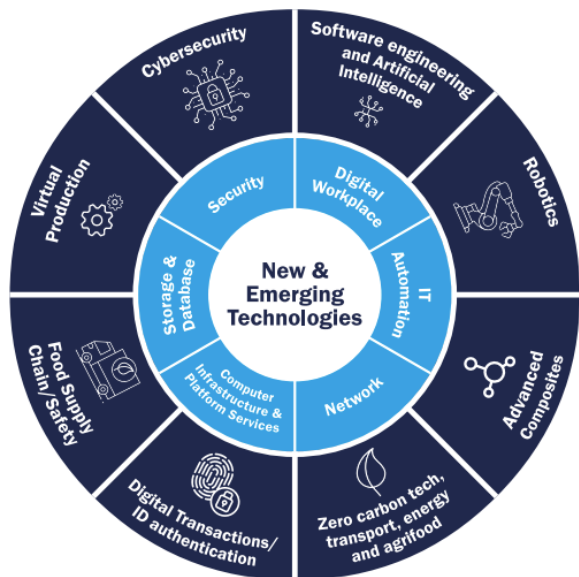 New &
Emerging
Technologies
Digital
Workplace
IT
Automation
Network
Computer
Infrastructure &
Platform Services
Storage &
Database
Security
Software engineering
and Artificial
Intelligence
Robotics
Advanced
Composites
Zero carbon tech,
transport, energy
and agrifood
Digital Transactions/
ID authentication
Food Supply
Chain/Safety
Virtual
Production
Cybersecurity